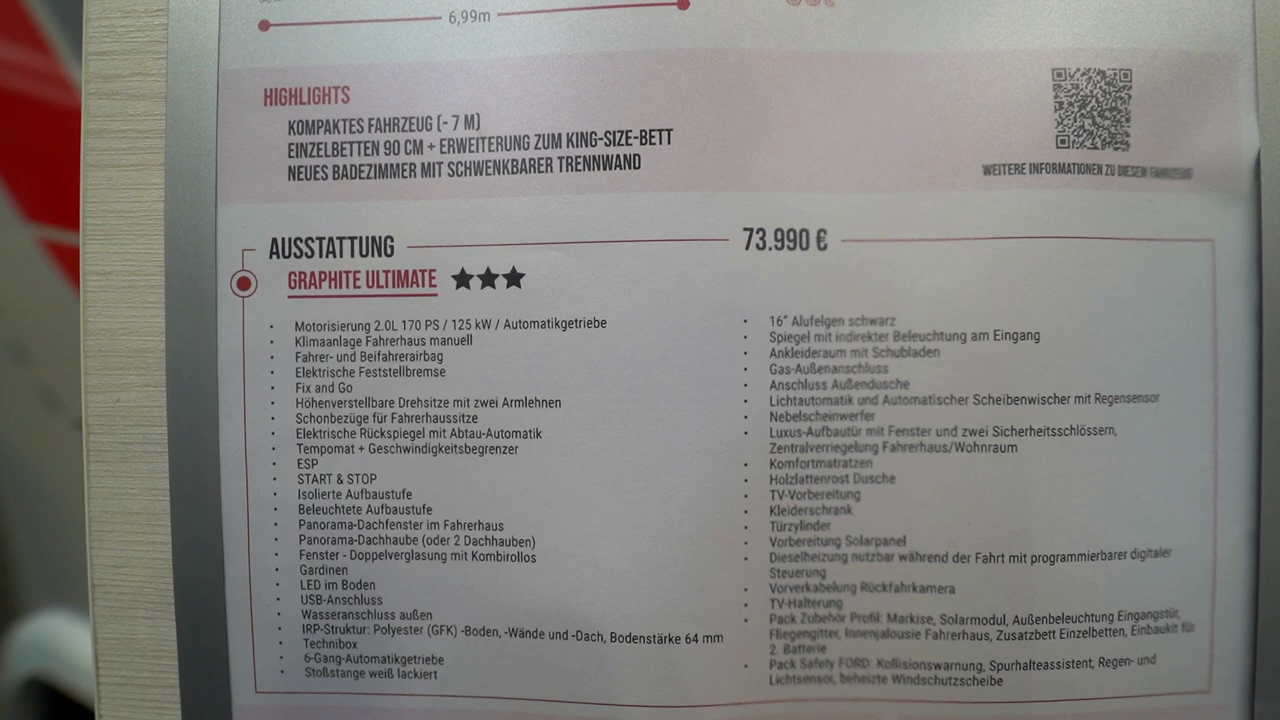 6,99m
HIGHLIGHTS
KOMPAKTES FAHRZEUG (- 7 M)
EINZELBETTEN 90 CM + ERWEITERUNG ZUM KING-SIZE-BETT
NEUES BADEZIMMER MIT SCHWENKBARER TRENNWAND
WEITERE INFORMATIONEN ZU DIESEM FAHRZEUG
AUSSTATTUNG
73.990 €
GRAPHITE ULTIMATE ★★★
• Motorisierung 2.0L 170 PS / 125 kW / Automatikgetriebe
• Klimaanlage Fahrerhaus manuell
• Fahrer- und Beifahrerairbag
• Elektrische Feststellbremse
• Fix and Go
• Höhenverstellbare Drehsitze mit zwei Armlehnen
• Schonbezüge für Fahrerhaussitze
• Elektrische Rückspiegel mit Abtau-Automatik
• Tempomat + Geschwindigkeitsbegrenzer
• ESP
• START & STOP
• Isolierte Aufbaustufe
• Beleuchtete Aufbaustufe
• Panorama-Dachfenster im Fahrerhaus
• Panorama-Dachhaube (oder 2 Dachhauben)
• Fenster - Doppelverglasung mit Kombirollos
• Gardinen
• LED im Boden
• USB-Anschluss
• Wasseranschluss außen
• IRP-Struktur: Polyester (GFK) -Boden, -Wände und -Dach, Bodenstärke 64 mm
• Technibox
• 6-Gang-Automatikgetriebe
• Stoßstange weiß lackiert
• 16" Alufelgen schwarz
• Spiegel mit indirekter Beleuchtung am Eingang
• Ankleideraum mit Schubladen
• Gas-Außenanschluss
• Anschluss Außendusche
• Lichtautomatik und Automatischer Scheibenwischer mit Regensensor
• Nebelscheinwerfer
• Luxus-Aufbautür mit Fenster und zwei Sicherheitsschlössern,
Zentralverriegelung Fahrerhaus/Wohnraum
• Komfortmatratzen
• Holzlattenrost Dusche
• TV-Vorbereitung
• Kleiderschrank
• Türzylinder
• Vorbereitung Solarpanel
• Dieselheizung nutzbar während der Fahrt mit programmierbarer digitaler
Steuerung
• Vorverkabelung Rückfahrkamera
• TV-Halterung
• Pack Zubehör Profil: Markise, Solarmodul, Außenbeleuchtung Eingangstür,
Fliegengitter, Innenjalousie Fahrerhaus, Zusatzbett Einzelbetten, Einbaukit für
2. Batterie
• Pack Safety FORD: Kollisionswarnung, Spurhalteassistent, Regen- und
Lichtsensor, beheizte Windschutzscheibe